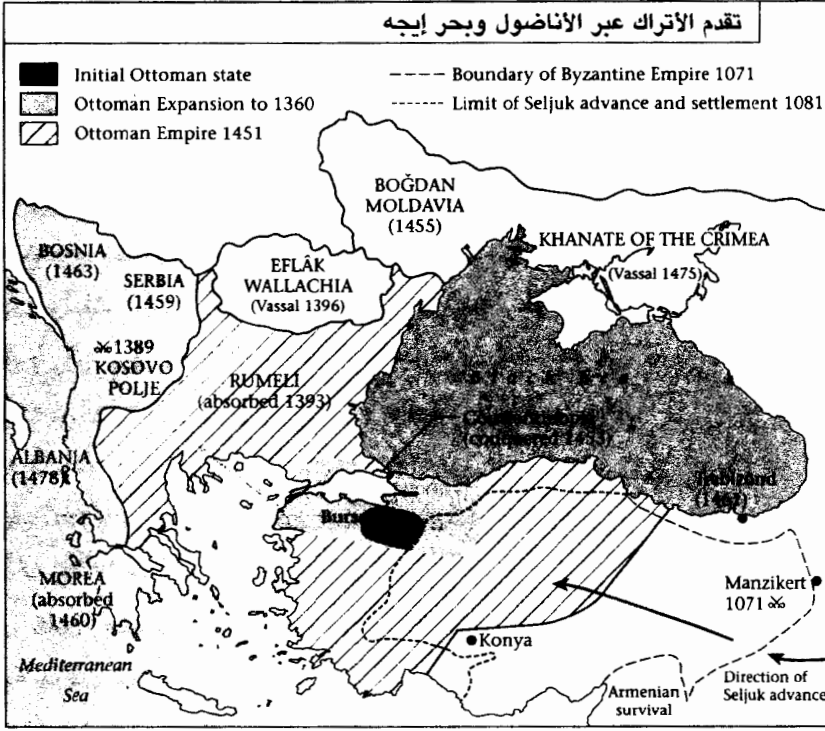 تقدم الأتراك عبر الأناضول وبحر إيجه
Initial Ottoman state
Ottoman Expansion to 1360
Ottoman Empire 1451
Boundary of Byzantine Empire 1071
Limit of Seljuk advance and settlement 1081
BOĞDAN
MOLDAVIA
(1455)
KHANATE OF THE CRIMEA
(Vassal 1475)
BOSNIA
(1463)
SERBIA
(1459)
EFLÂK
WALLACHIA
(Vassal 1396)
1389
KOSOVO
POLJE
RUMELI
(absorbed 1393)
(conquered 1453)
ALBANIA
(1478)
Trebizond
Manzikert
1071
MOREA
(absorbed
1460)
Konya
Mediterranean
Sea
Armenian
survival
Direction of
Seljuk advance